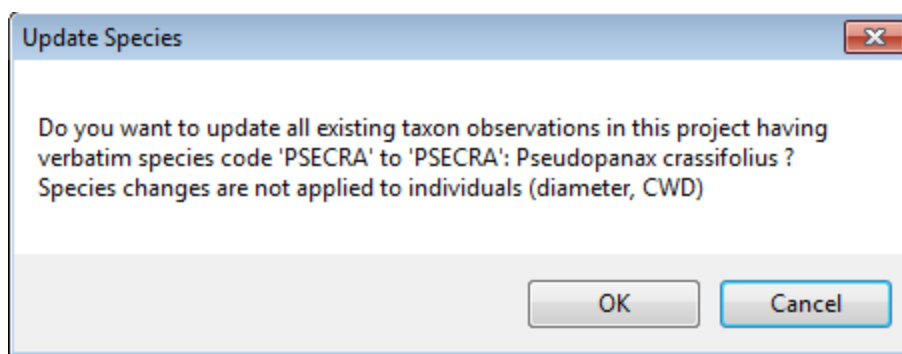 Update Species
Do you want to update all existing taxon observations in this project having
verbatim species code 'PSECRA' to 'PSECRA': Pseudopanax crassifolius ?
Species changes are not applied to individuals (diameter, CWD)
OK
Cancel